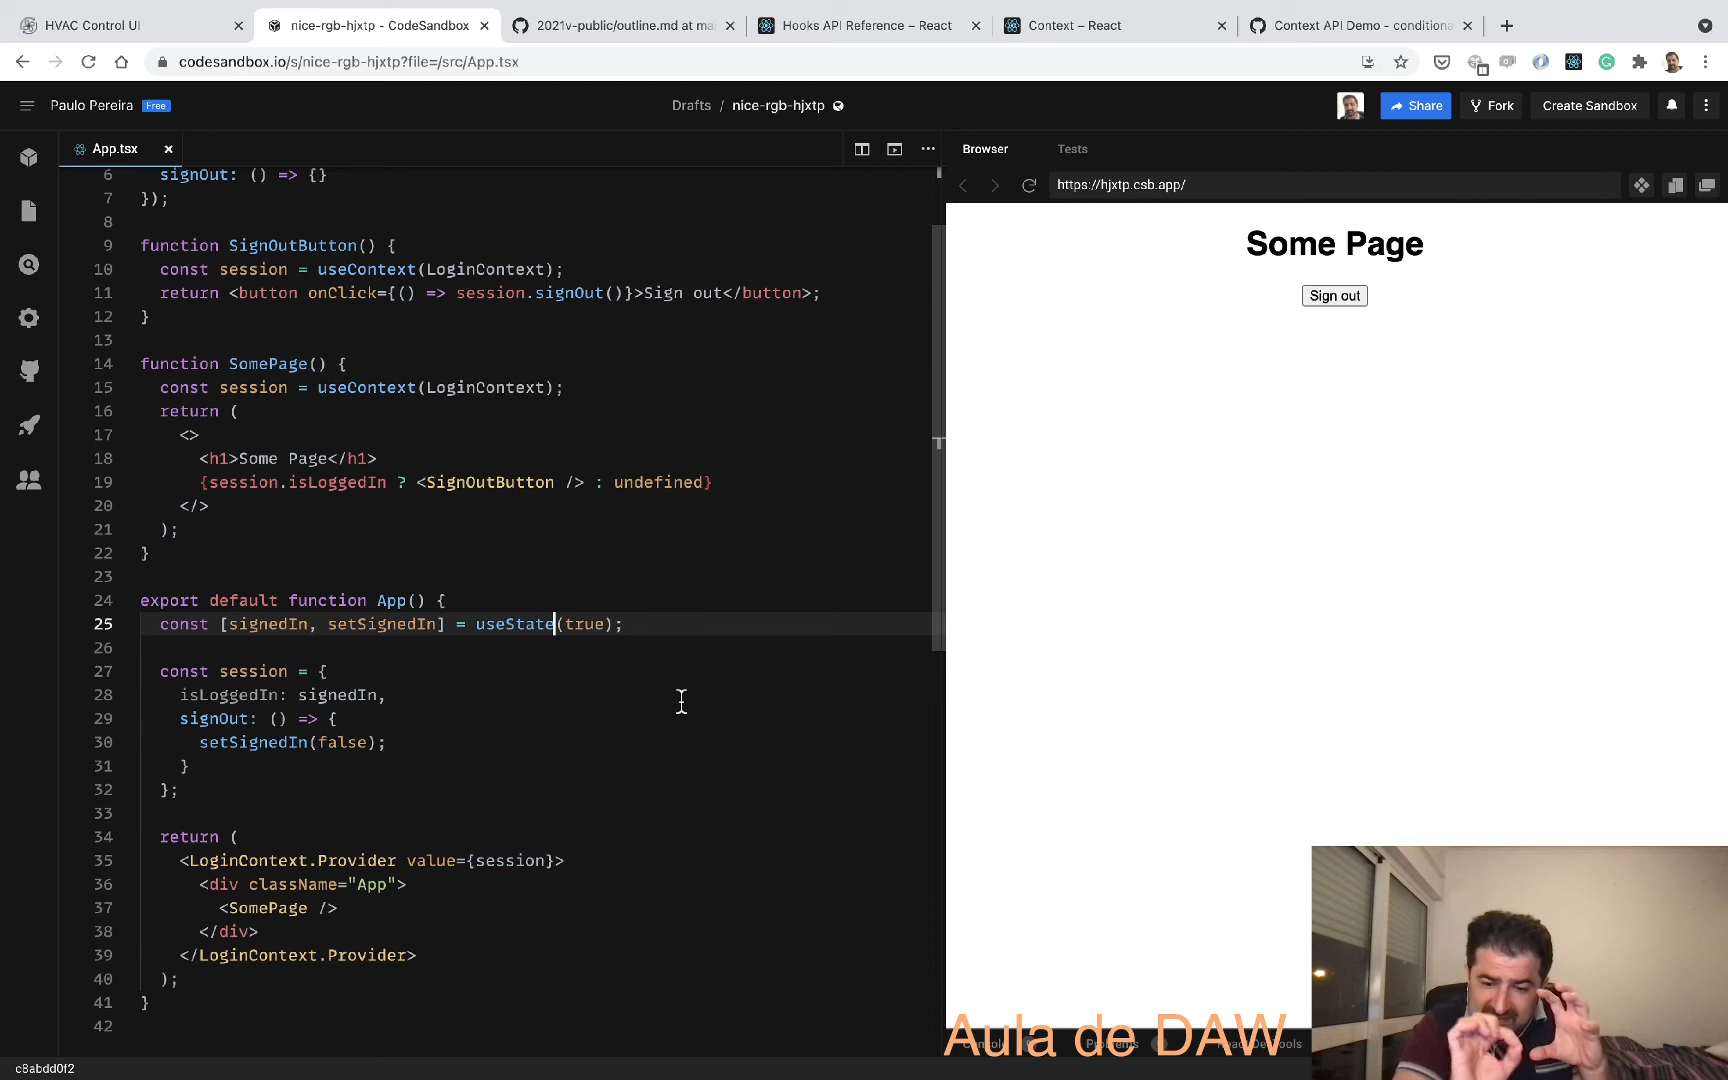 HVAC Control UI
nice-rgb-hjxtp - CodeSandbox
2021v-public/outline.md at ma
Hooks API Reference – React
Context – React
Context API Demo - conditiona
codesandbox.io/s/nice-rgb-hjxtp?file=/src/App.tsx
Paulo Pereira Free
Drafts / nice-rgb-hjxtp
Share
Fork
Create Sandbox
App.tsx
Browser
Tests
https://hjxtp.csb.app/
6 signOut: () => {}
7 });
8
9 function SignOutButton() {
10 const session = useContext(LoginContext);
11 return <button onClick={() => session.signOut()}>Sign out</button>;
12 }
13
14 function SomePage() {
15 const session = useContext(LoginContext);
16 return (
17 <>
18 <h1>Some Page</h1>
19 {session.isLoggedIn ? <SignOutButton /> : undefined}
20 </>
21 );
22 }
23
24 export default function App() {
25 const [signedIn, setSignedIn] = useState(true);
26
27 const session = {
28 isLoggedIn: signedIn,
29 signOut: () => {
30 setSignedIn(false);
31 }
32 };
33
34 return (
35 <LoginContext.Provider value={session}>
36 <div className="App">
37 <SomePage />
38 </div>
39 </LoginContext.Provider>
40 );
41 }
42
Some Page
Sign out
Aula de DAW
Console
Problems
React DevTools
c8abdd0f2